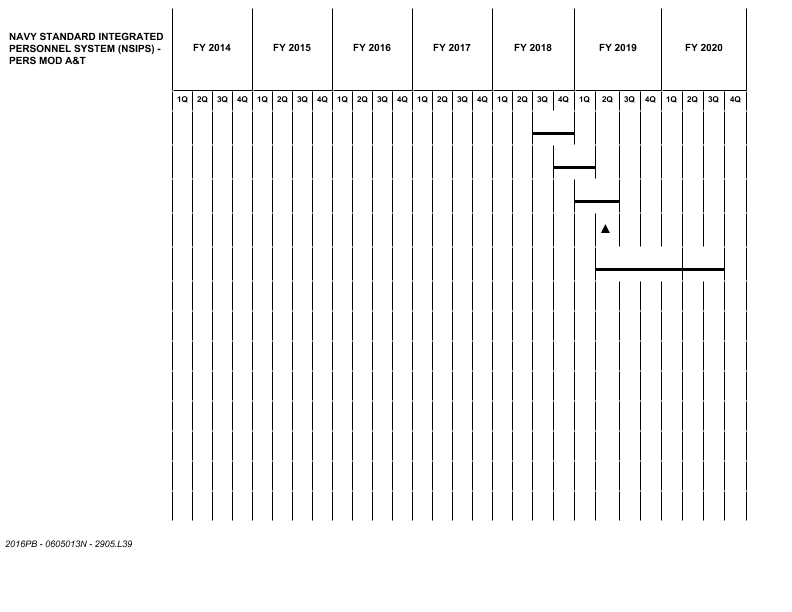 NAVY STANDARD INTEGRATED
PERSONNEL SYSTEM (NSIPS) -
PERS MOD A&T
FY 2014 FY 2015 FY 2016 FY 2017 FY 2018 FY 2019 FY 2020
1Q 2Q 3Q 4Q 1Q 2Q 3Q 4Q 1Q 2Q 3Q 4Q 1Q 2Q 3Q 4Q 1Q 2Q 3Q 4Q 1Q 2Q 3Q 4Q 1Q 2Q 3Q 4Q
2016PB - 0605013N - 2905.L39